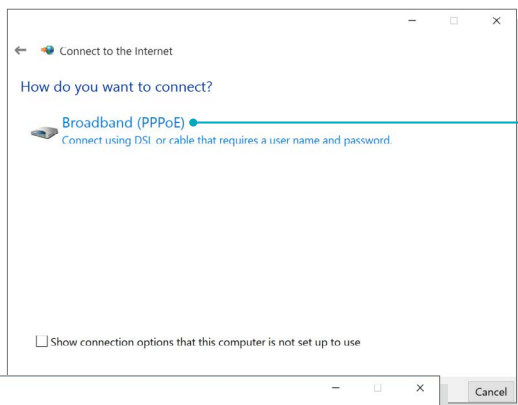 Connect to the Internet
How do you want to connect?
Broadband (PPPoE)
Connect using DSL or cable that requires a user name and password.
Show connection options that this computer is not set up to use
Cancel